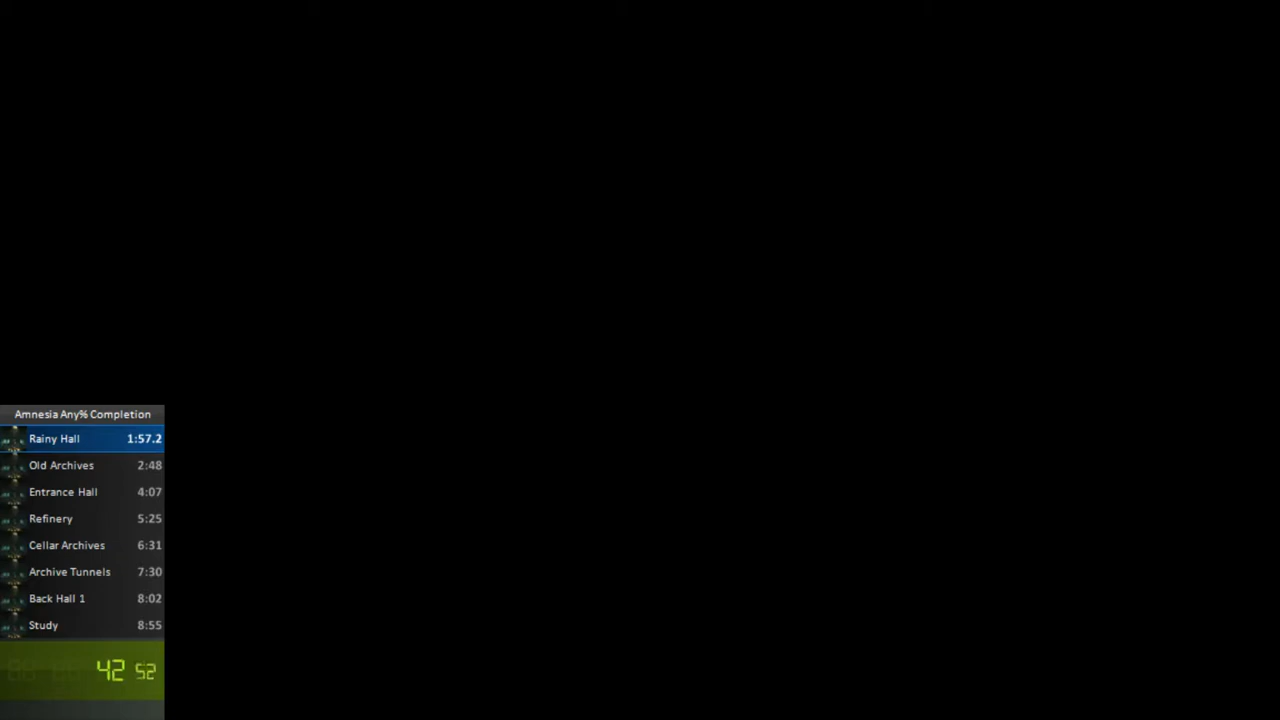 Amnesia Any% Completion
Rainy Hall 1:57.2
Old Archives 2:48
Entrance Hall 4:07
Refinery 5:25
Cellar Archives 6:31
Archive Tunnels 7:30
Back Hall 1 8:02
Study 8:55
42 52